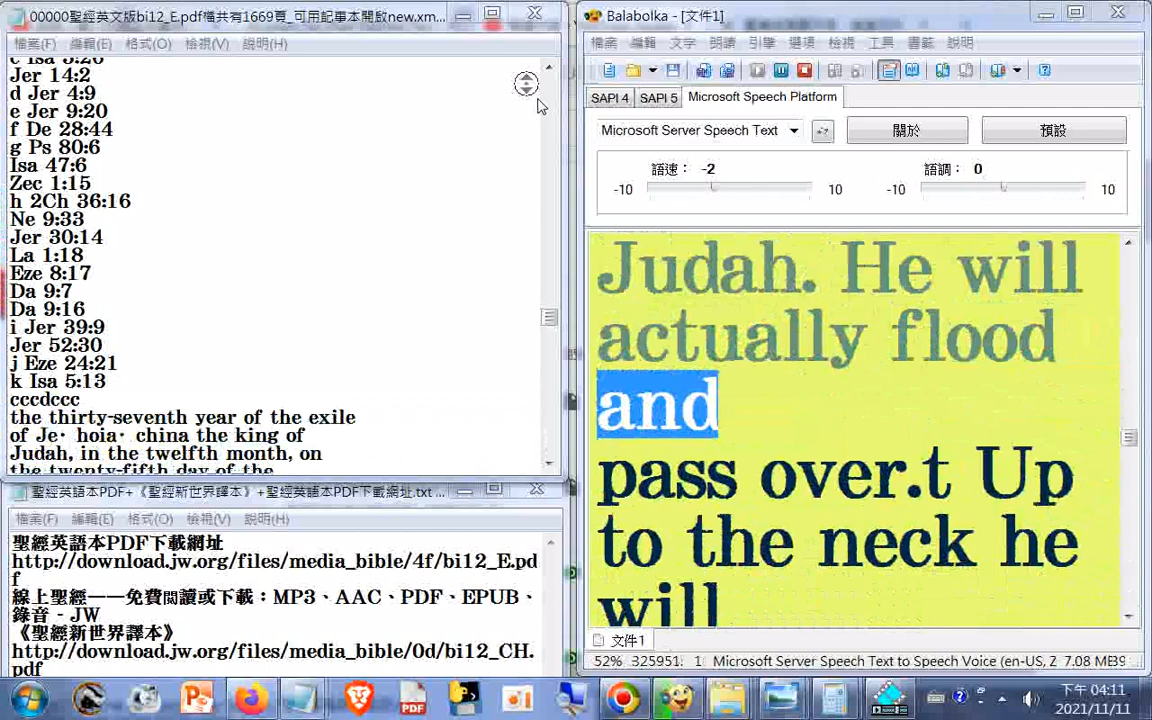 00000聖經英文版bi12_E.pdf檔共有1669頁_可用記事本開啟new.xm...
檔案(F) 編輯(E) 格式(O) 檢視(V) 說明(H)
c Isa 3:26
Jer 14:2
d Jer 4:9
e Jer 9:20
f De 28:44
g Ps 80:6
Isa 47:6
Zec 1:15
h 2Ch 36:16
Ne 9:33
Jer 30:14
La 1:18
Eze 8:17
Da 9:7
Da 9:16
i Jer 39:9
Jer 52:30
j Eze 24:21
k Isa 5:13
cccdccc
the thirty-seventh year of the exile
of Je· hoia· china the king of
Judah, in the twelfth month, on
the twenty-fifth day of the
聖經英語本PDF+《聖經新世界譯本》+聖經英語本PDF下載網址.txt ...
檔案(F) 編輯(E) 格式(O) 檢視(V) 說明(H)
聖經英語本PDF下載網址
http://download.jw.org/files/media_bible/4f/bi12_E.pd
f
線上聖經──免費閱讀或下載：MP3、AAC、PDF、EPUB、
錄音 - JW
《聖經新世界譯本》
http://download.jw.org/files/media_bible/0d/bi12_CH.
pdf
Balabolka - [文件1]
檔案 編輯 文字 朗讀 引擎 選項 檢視 工具 書籤 說明
SAPI 4 SAPI 5 Microsoft Speech Platform
Microsoft Server Speech Text 關於 預設
語速： -2 語調： 0
-10 10 -10 10
Judah. He will
actually flood
and
pass over.t Up
to the neck he
will
文件1
52% 325951. 1 Microsoft Server Speech Text to Speech Voice (en-US, 2 7.08 MB
下午 04:11
2021/11/11